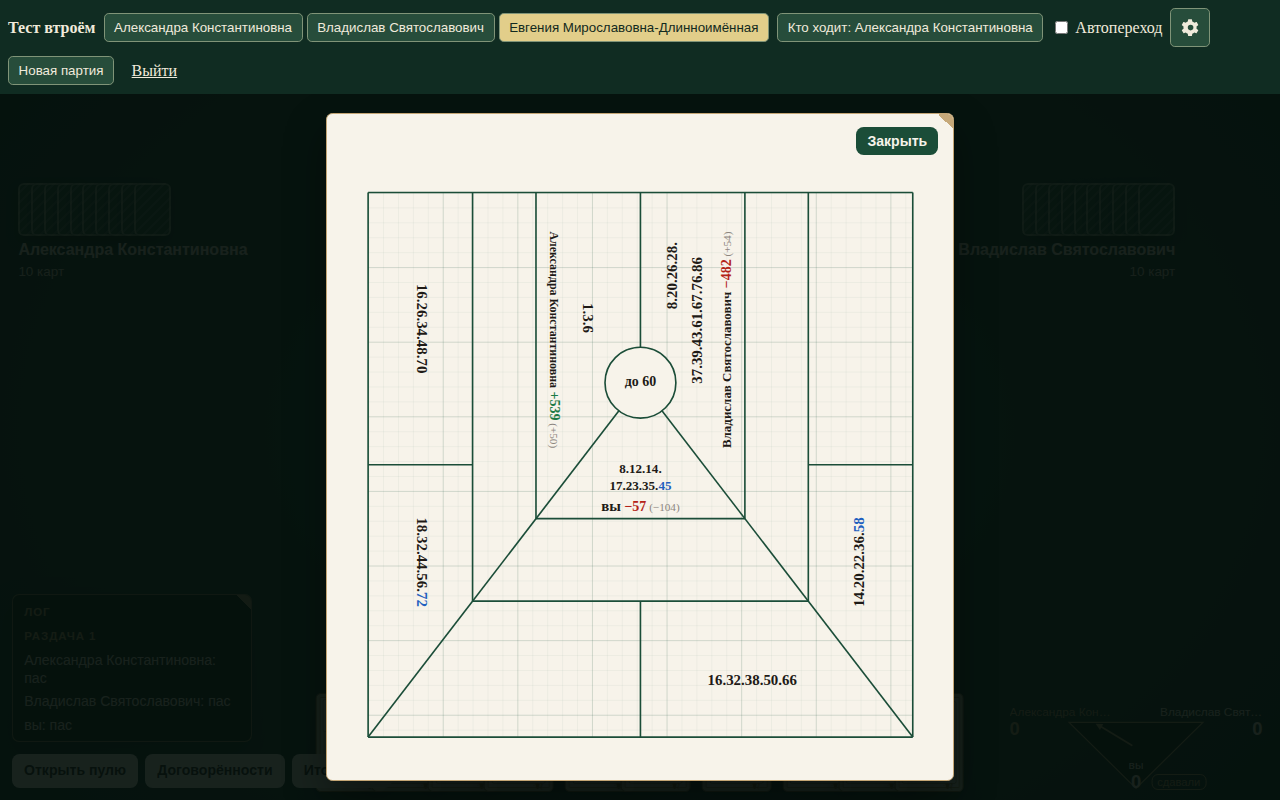 Тест втроём
Александра Константиновна
Владислав Святославович
Евгения Мирославовна-Длинноимённая
Кто ходит: Александра Константиновна
Автопереход
Новая партия
Выйти
Закрыть
Александра Константиновна
10 карт
Владислав Святославович
10 карт
16.26.34.48.70
18.32.44.56.72
Александра Константиновна +539 (+50)
1.3.6
8.20.26.28.
37.39.43.61.67.76.86
Владислав Святославович −482 (+54)
до 60
8.12.14.
17.23.35.45
вы −57 (−104)
14.20.22.36.58
16.32.38.50.66
ЛОГ
РАЗДАЧА 1
Александра Константиновна:
пас
Владислав Святославович: пас
вы: пас
Открыть пулю
Договорённости
Александра Кон…
0
Владислав Свят…
0
вы
0
сдавали